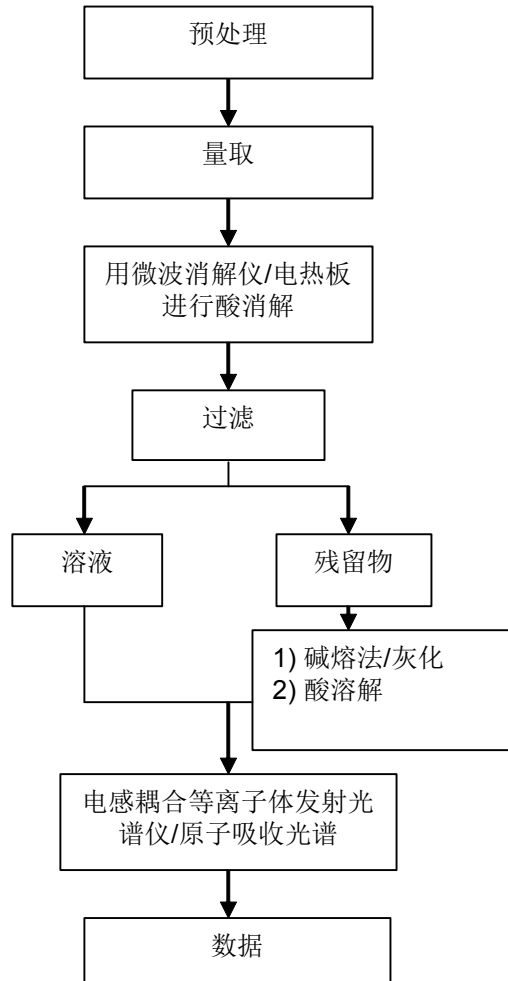 预处理
量取
用微波消解仪/电热板
进行酸消解
过滤
溶液
残留物
1) 碱熔法/灰化
2) 酸溶解
电感耦合等离子体发射光
谱仪/原子吸收光谱
数据